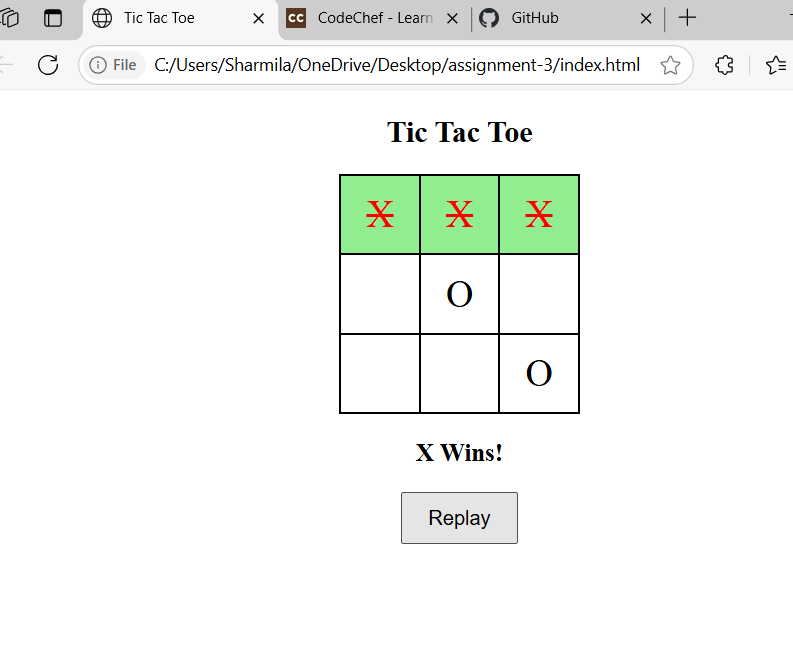 Tic Tac Toe CC CodeChef - Learn GitHub
File C:/Users/Sharmila/OneDrive/Desktop/assignment-3/index.html
Tic Tac Toe
X X X
O
O
X Wins!
Replay